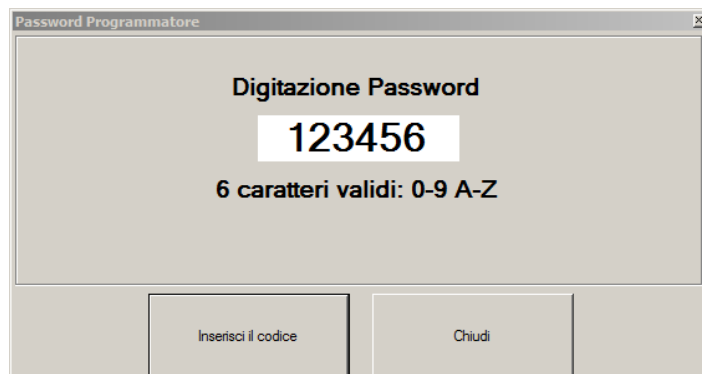 Password Programmatore
Digitazione Password
123456
6 caratteri validi: 0-9 A-Z
Inserisci il codice
Chiudi